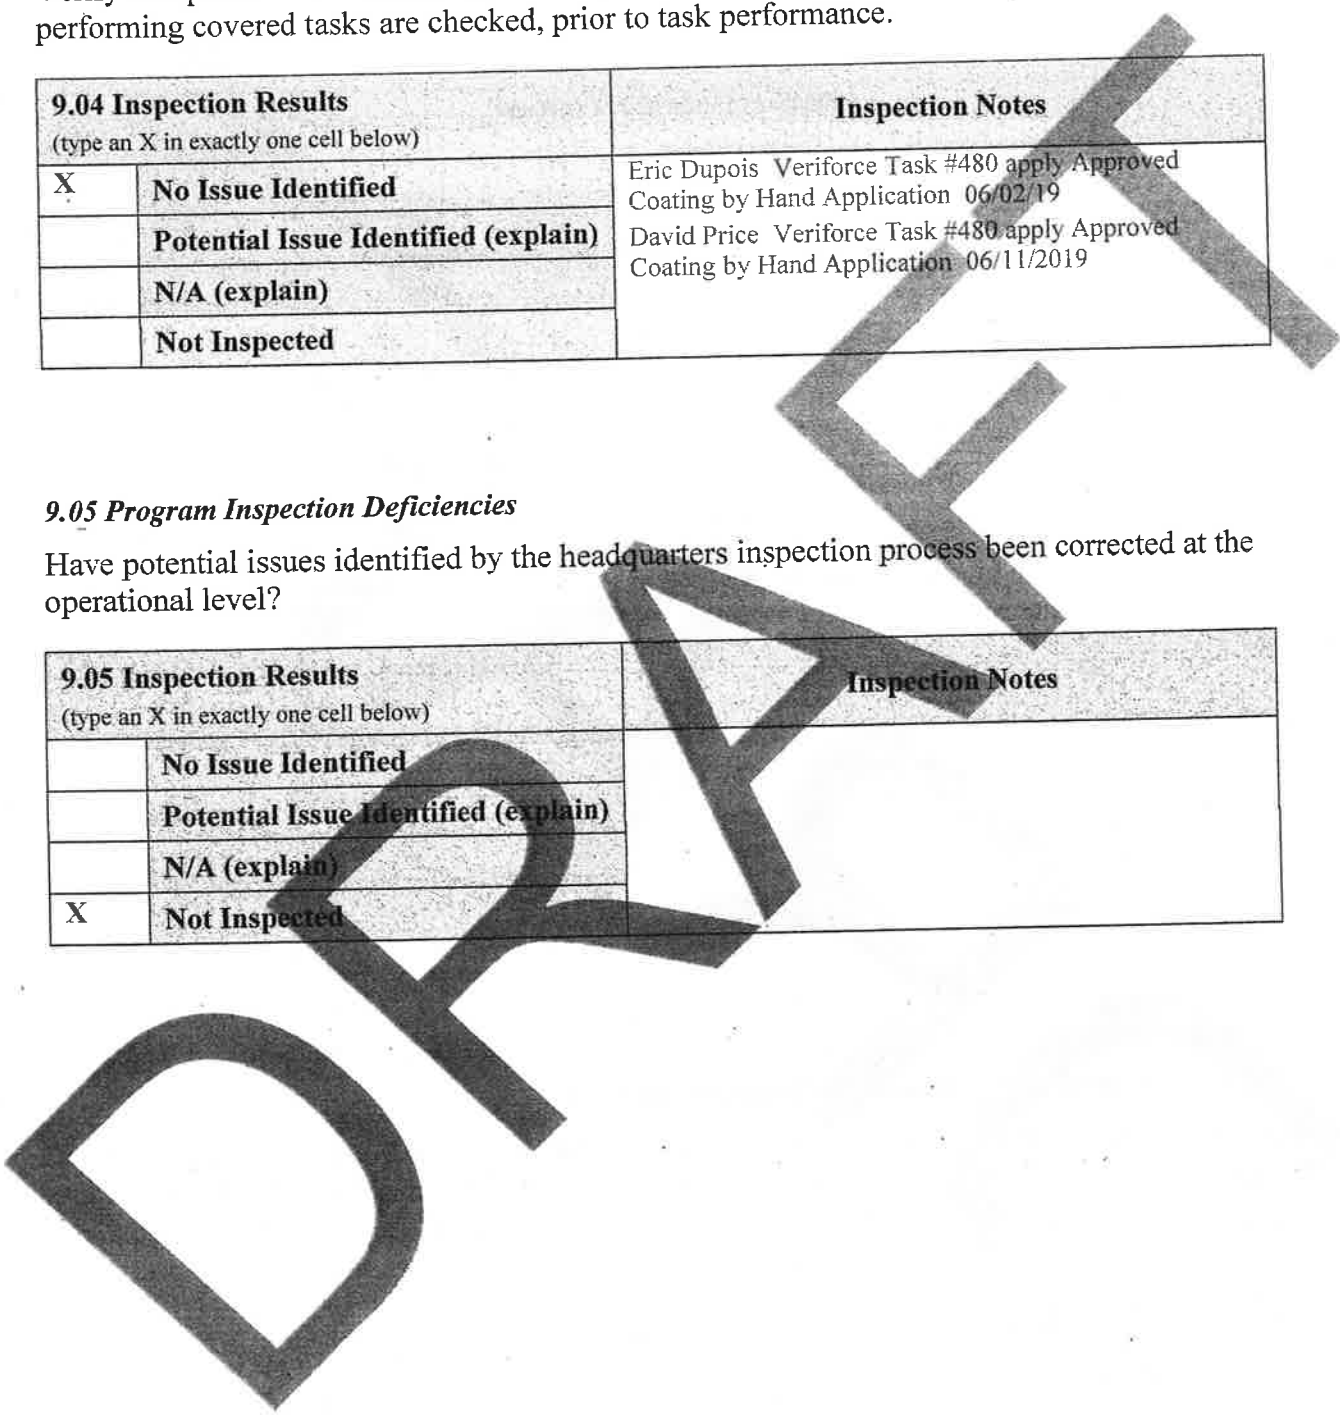 performing covered tasks are checked, prior to task performance.
9.04 Inspection Results
(type an X in exactly one cell below)
Inspection Notes
X
No Issue Identified
Potential Issue Identified (explain)
N/A (explain)
Not Inspected
Eric Dupois Veriforce Task #480 apply Approved
Coating by Hand Application 06/02/19
David Price Veriforce Task #480 apply Approved
Coating by Hand Application 06/11/2019
9.05 Program Inspection Deficiencies
Have potential issues identified by the headquarters inspection process been corrected at the
operational level?
9.05 Inspection Results
(type an X in exactly one cell below)
Inspection Notes
No Issue Identified
Potential Issue Identified (explain)
N/A (explain)
X
Not Inspected
DRAFT